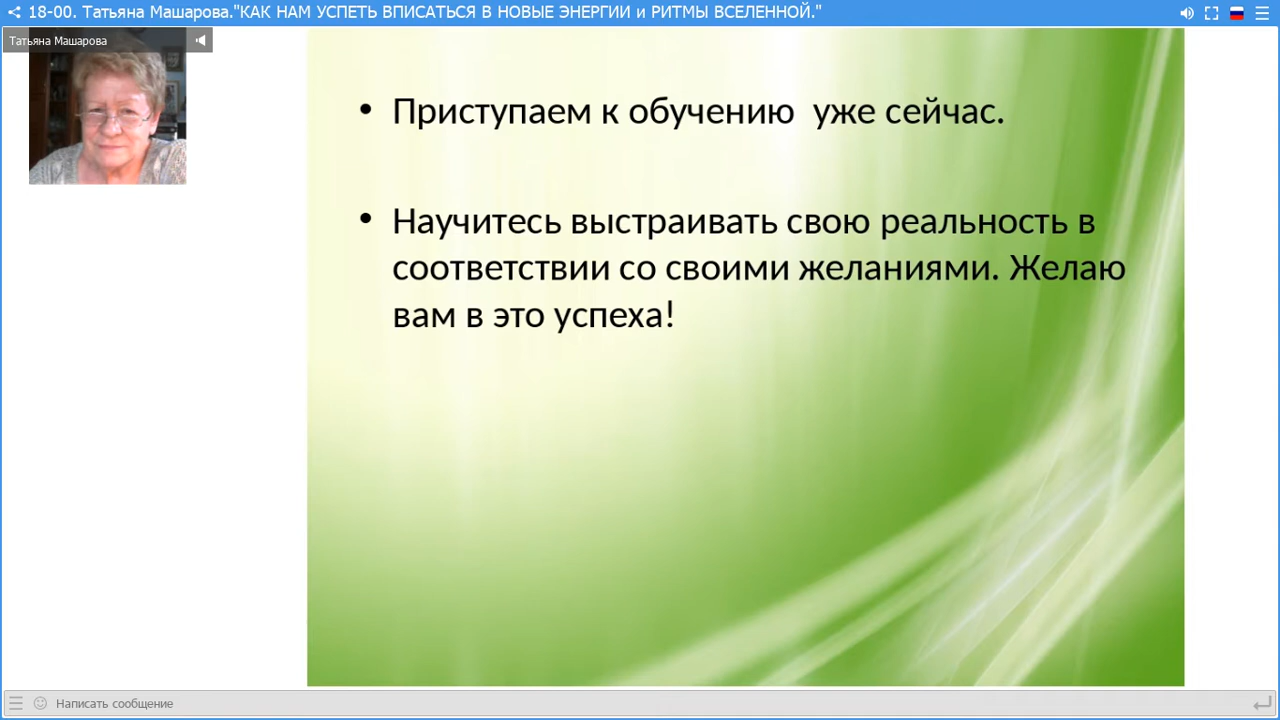 18-00. Татьяна Машарова."КАК НАМ УСПЕТЬ ВПИСАТЬСЯ В НОВЫЕ ЭНЕРГИИ и РИТМЫ ВСЕЛЕННОЙ."
Татьяна Машарова
• Приступаем к обучению уже сейчас.
• Научитесь выстраивать свою реальность в
соответствии со своими желаниями. Желаю
вам в это успеха!
Написать сообщение